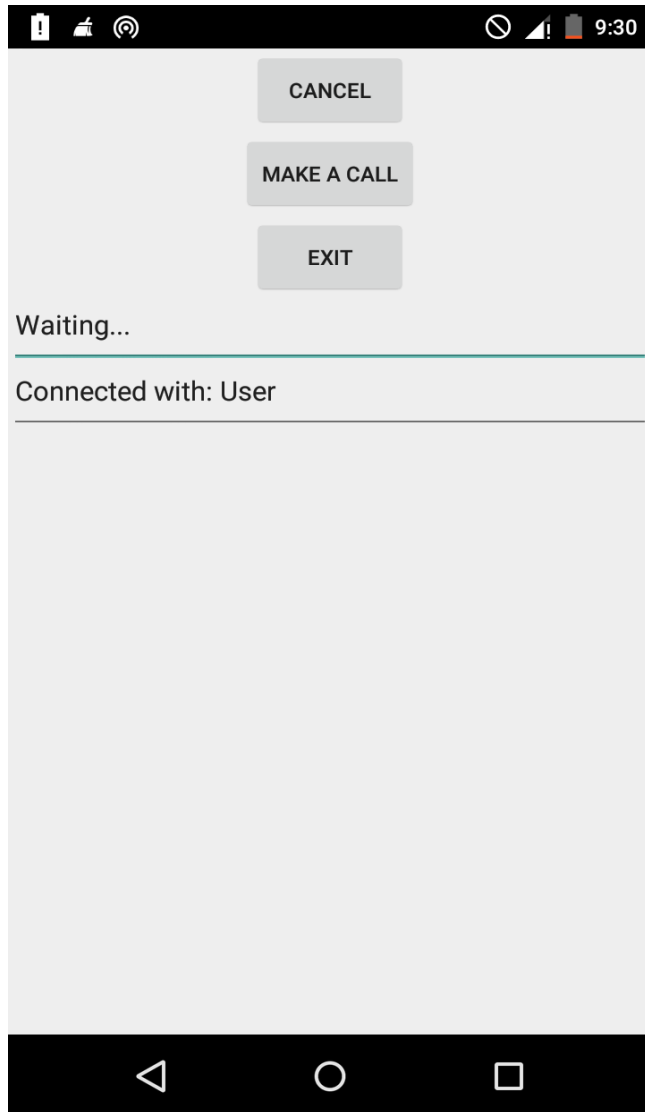 9:30
CANCEL
MAKE A CALL
EXIT
Waiting...
Connected with: User